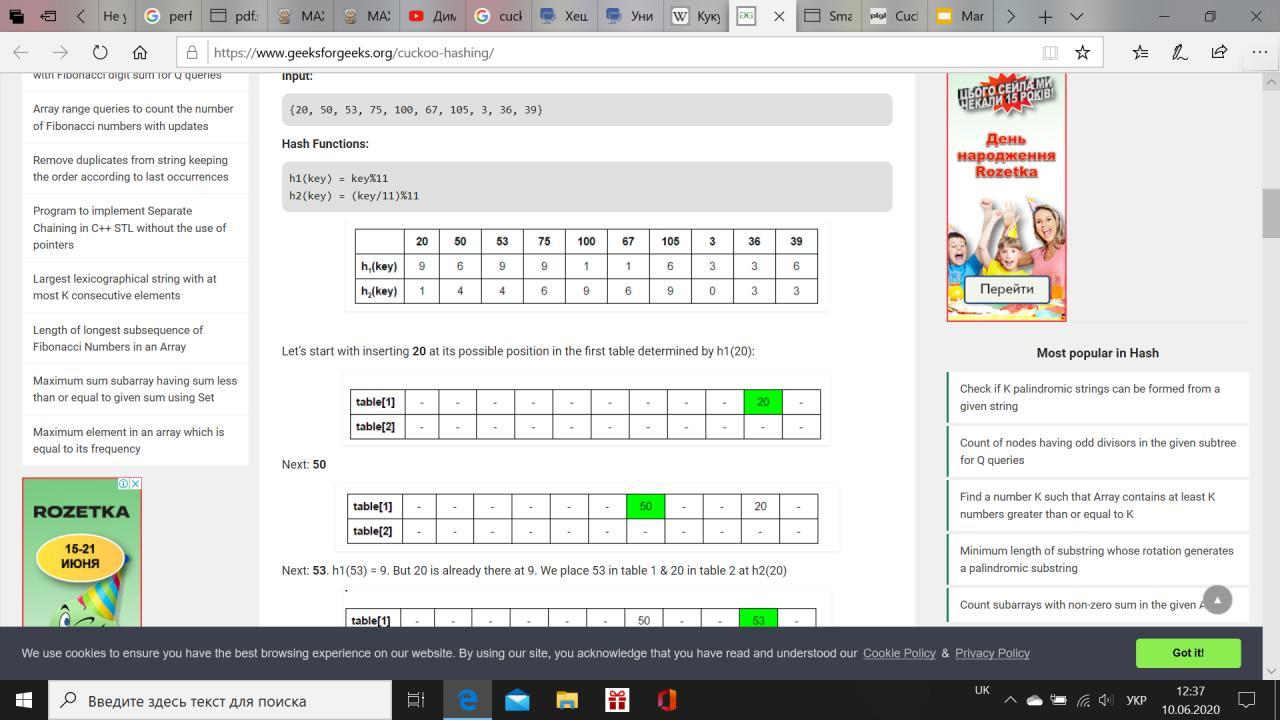 Не у
perf
pdf.
MAX
MAX
Дим
cuck
Хеш
Уни
Куку
Sma
Cucl
Mar
https://www.geeksforgeeks.org/cuckoo-hashing/
with Fibonacci digit sum for Q queries
Array range queries to count the number
of Fibonacci numbers with updates
Remove duplicates from string keeping
the order according to last occurrences
Program to implement Separate
Chaining in C++ STL without the use of
pointers
Largest lexicographical string with at
most K consecutive elements
Length of longest subsequence of
Fibonacci Numbers in an Array
Maximum sum subarray having sum less
than or equal to given sum using Set
Maximum element in an array which is
equal to its frequency
ROZETKA
15-21
ИЮНЯ
Input:
{20, 50, 53, 75, 100, 67, 105, 3, 36, 39}
Hash Functions:
h1(key) = key%11
h2(key) = (key/11)%11
20 50 53 75 100 67 105 3 36 39
h1(key) 9 6 9 9 1 1 6 3 3 6
h2(key) 1 4 4 6 9 6 9 0 3 3
Let's start with inserting 20 at its possible position in the first table determined by h1(20):
table[1] - - - - - - - - - 20 -
table[2] - - - - - - - - - - -
Next: 50
table[1] - - - - - - 50 - - 20 -
table[2] - - - - - - - - - - -
Next: 53. h1(53) = 9. But 20 is already there at 9. We place 53 in table 1 & 20 in table 2 at h2(20)
table[1] - - - - - - 50 - - 53 -
ЦЬОГО СЕЙЛА МИ
ЧЕКАЛИ 15 РОКІВ!
День
народження
Rozetka
Перейти
Most popular in Hash
Check if K palindromic strings can be formed from a
given string
Count of nodes having odd divisors in the given subtree
for Q queries
Find a number K such that Array contains at least K
numbers greater than or equal to K
Minimum length of substring whose rotation generates
a palindromic substring
Count subarrays with non-zero sum in the given A
We use cookies to ensure you have the best browsing experience on our website. By using our site, you acknowledge that you have read and understood our Cookie Policy & Privacy Policy
Got it!
Введите здесь текст для поиска
UK
УКР
12:37
10.06.2020